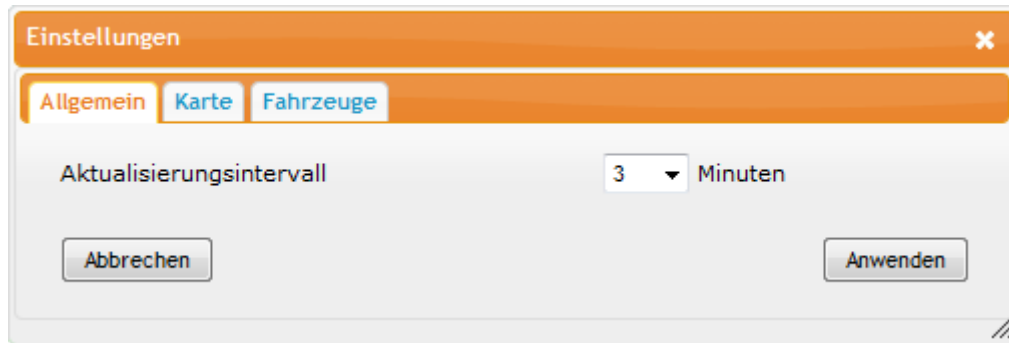 Einstellungen
Allgemein Karte Fahrzeuge
Aktualisierungsintervall 3 Minuten
Abbrechen Anwenden